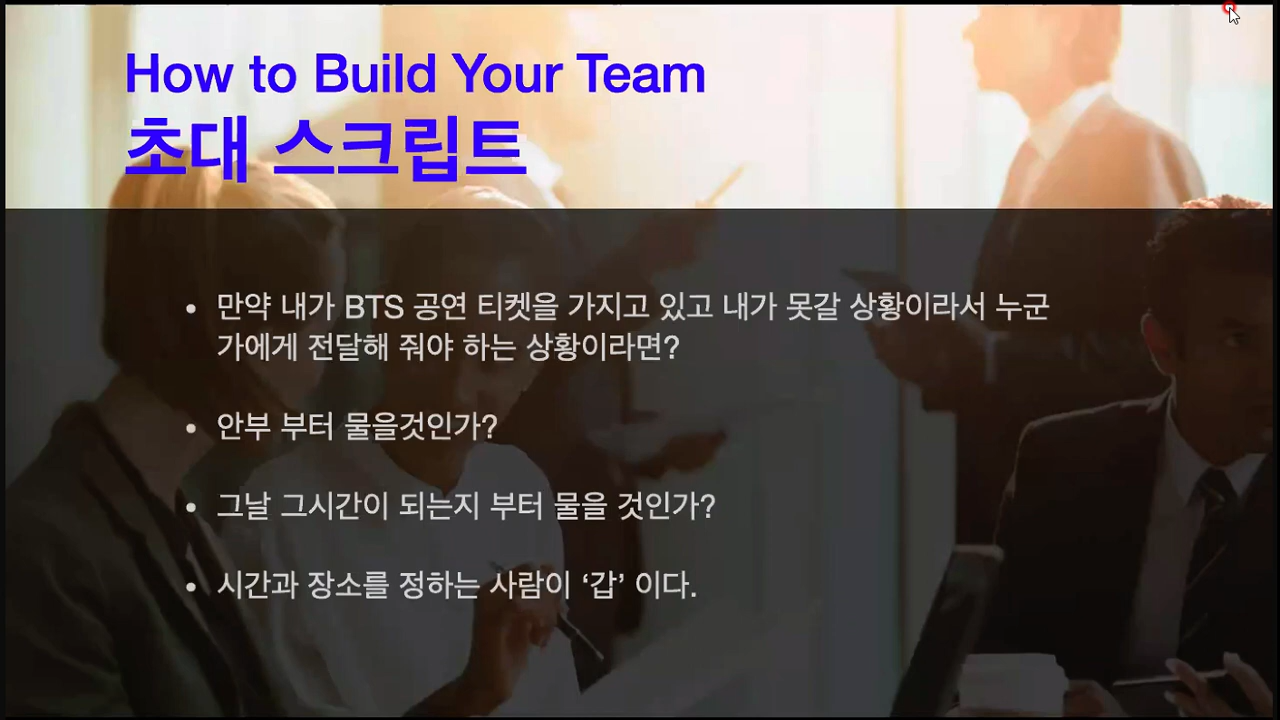 How to Build Your Team
초대 스크립트
• 만약 내가 BTS 공연 티켓을 가지고 있고 내가 못갈 상황이라서 누군
가에게 전달해 줘야 하는 상황이라면?
• 안부 부터 물을것인가?
• 그날 그시간이 되는지 부터 물을 것인가?
• 시간과 장소를 정하는 사람이 ‘갑’ 이다.